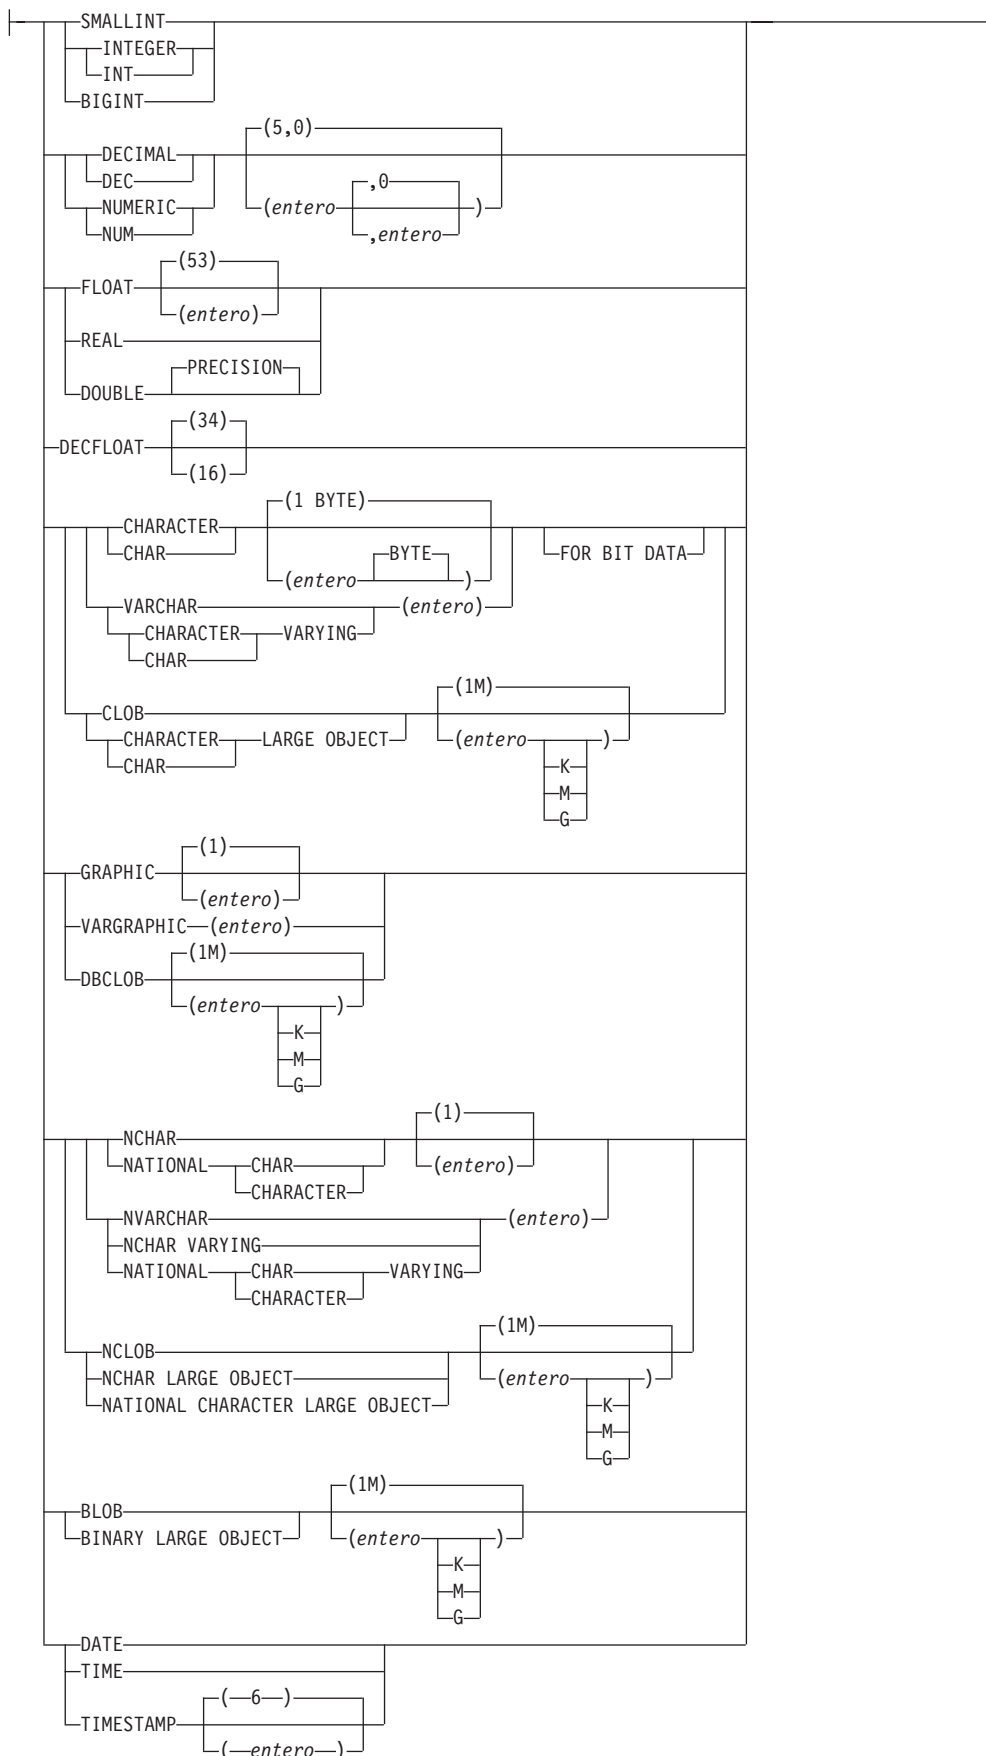 SMALLINT
INTEGER
INT
BIGINT
(5,0)
DECIMAL
DEC
,0
NUMERIC (entero )
NUM ,entero
(53)
FLOAT
(entero)
REAL
PRECISION
DOUBLE
(34)
DECFLOAT
(16)
(1 BYTE)
CHARACTER
CHAR BYTE FOR BIT DATA
(entero )
VARCHAR (entero)
CHARACTER VARYING
CHAR
(1M)
CLOB
CHARACTER LARGE OBJECT (entero )
CHAR K
M
G
(1)
GRAPHIC
(entero)
VARGRAPHIC (entero)
(1M)
DBCLOB
(entero )
K
M
G
(1)
NCHAR
NATIONAL CHAR (entero)
CHARACTER
NVARCHAR (entero)
NCHAR VARYING
NATIONAL CHAR VARYING
CHARACTER
(1M)
NCLOB
NCHAR LARGE OBJECT (entero )
NATIONAL CHARACTER LARGE OBJECT K
M
G
(1M)
BLOB
BINARY LARGE OBJECT (entero )
K
M
G
DATE
TIME
( 6 )
TIMESTAMP
( entero )